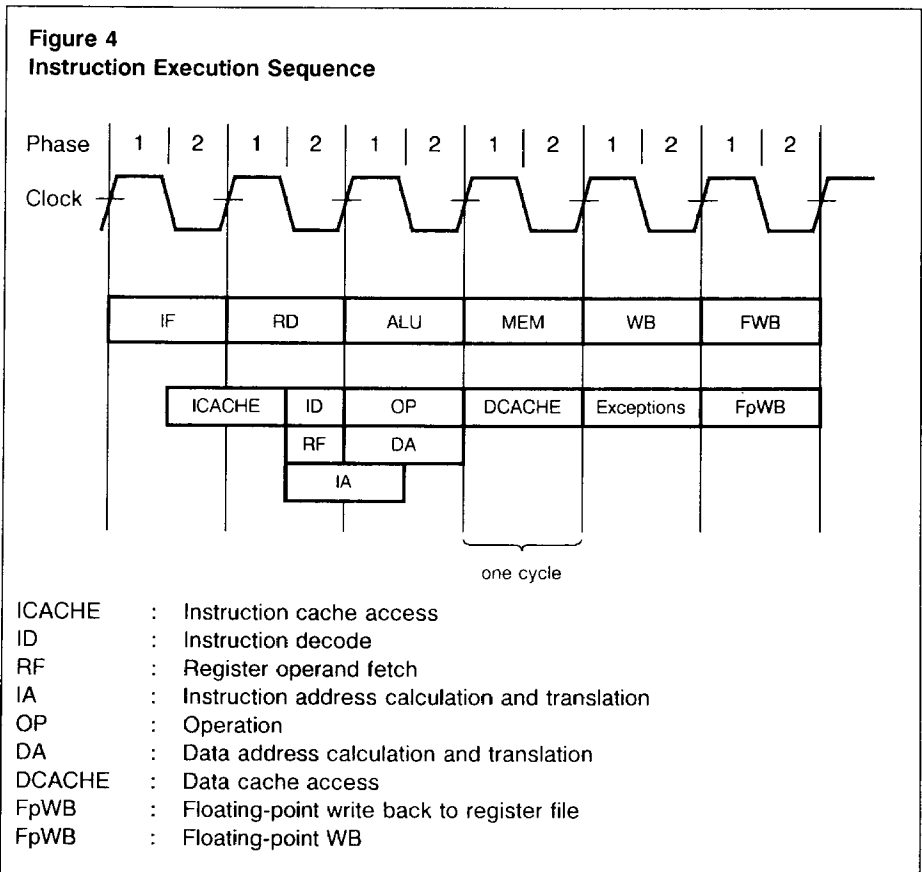 Figure 4
Instruction Execution Sequence
Phase 1 2 1 2 1 2 1 2 1 2 1 2
Clock
IF RD ALU MEM WB FWB
ICACHE ID OP DCACHE Exceptions FpWB
RF DA
IA
one cycle
ICACHE : Instruction cache access
ID : Instruction decode
RF : Register operand fetch
IA : Instruction address calculation and translation
OP : Operation
DA : Data address calculation and translation
DCACHE : Data cache access
FpWB : Floating-point write back to register file
FpWB : Floating-point WB